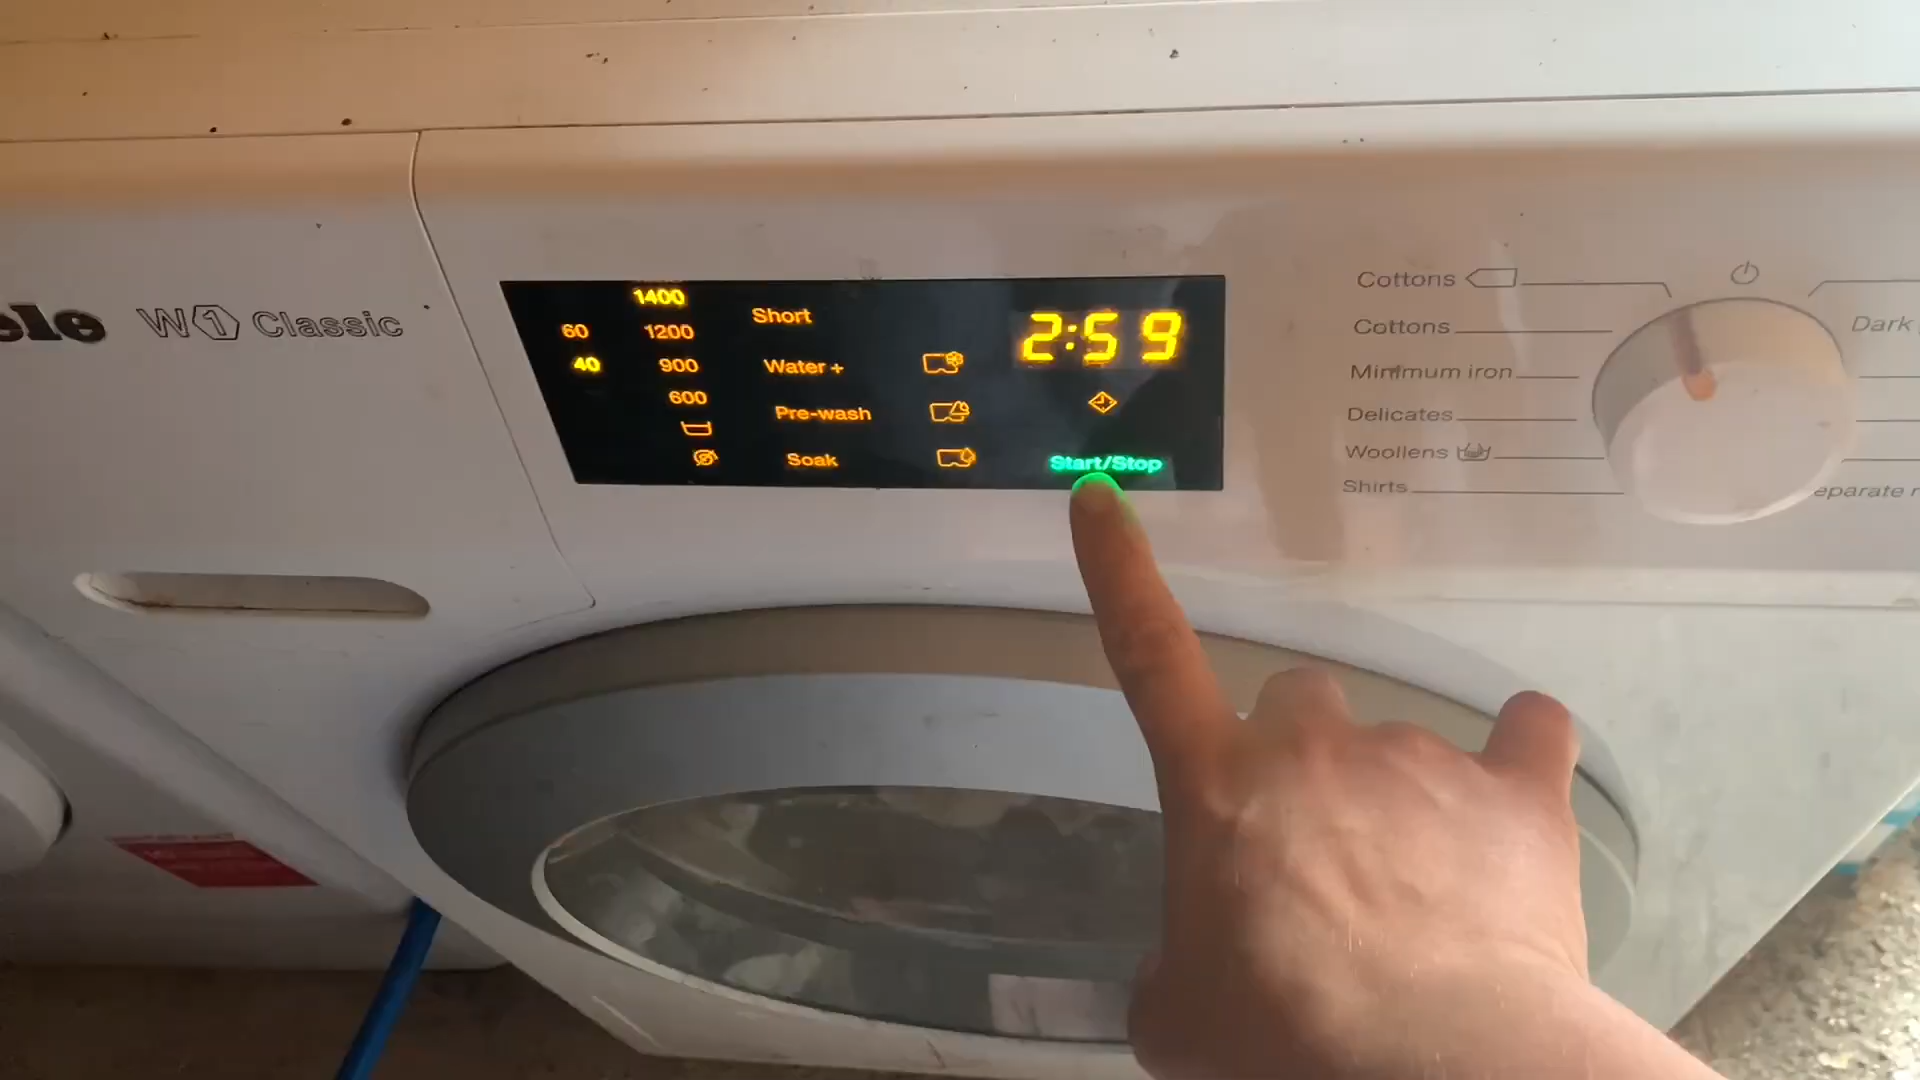 ele W1 Classic
1400
60 1200
40 900
600
Short
Water +
Pre-wash
Soak
2:59
Start/Stop
Cottons
Cottons
Minimum iron
Delicates
Woollens
Shirts
Dark
eparate r